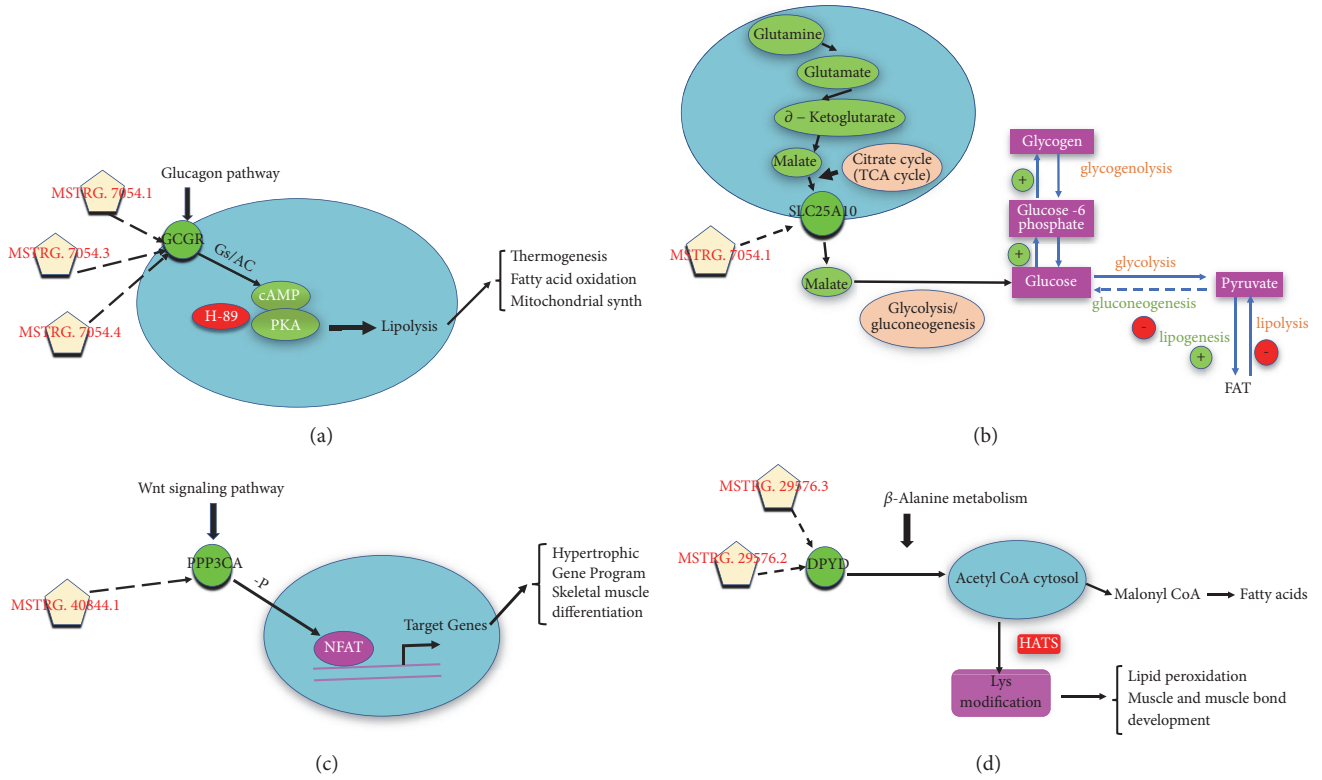 Glucagon pathway
MSTRG. 7054.1
MSTRG. 7054.3
MSTRG. 7054.4
GCGR
Gs/AC
cAMP
H-89
PKA
Lipolysis
Thermogenesis
Fatty acid oxidation
Mitochondrial synth
(a)
Glutamine
Glutamate
∂ – Ketoglutarate
Malate
Citrate cycle
(TCA cycle)
SLC25A10
MSTRG. 7054.1
Malate
Glycolysis/
gluconeogenesis
Glycogen
glycogenolysis
+
Glucose -6
phosphate
+
Glucose
glycolysis
gluconeogenesis
-
Pyruvate
lipogenesis
+
lipolysis
-
FAT
(b)
Wnt signaling pathway
PPP3CA
MSTRG. 40844.1
-P
NFAT
Target Genes
Hypertrophic
Gene Program
Skeletal muscle
differentiation
(c)
MSTRG. 29576.3
MSTRG. 29576.2
DPYD
β-Alanine metabolism
Acetyl CoA cytosol
Malonyl CoA
Fatty acids
HATS
Lys
modification
Lipid peroxidation
Muscle and muscle bond
development
(d)